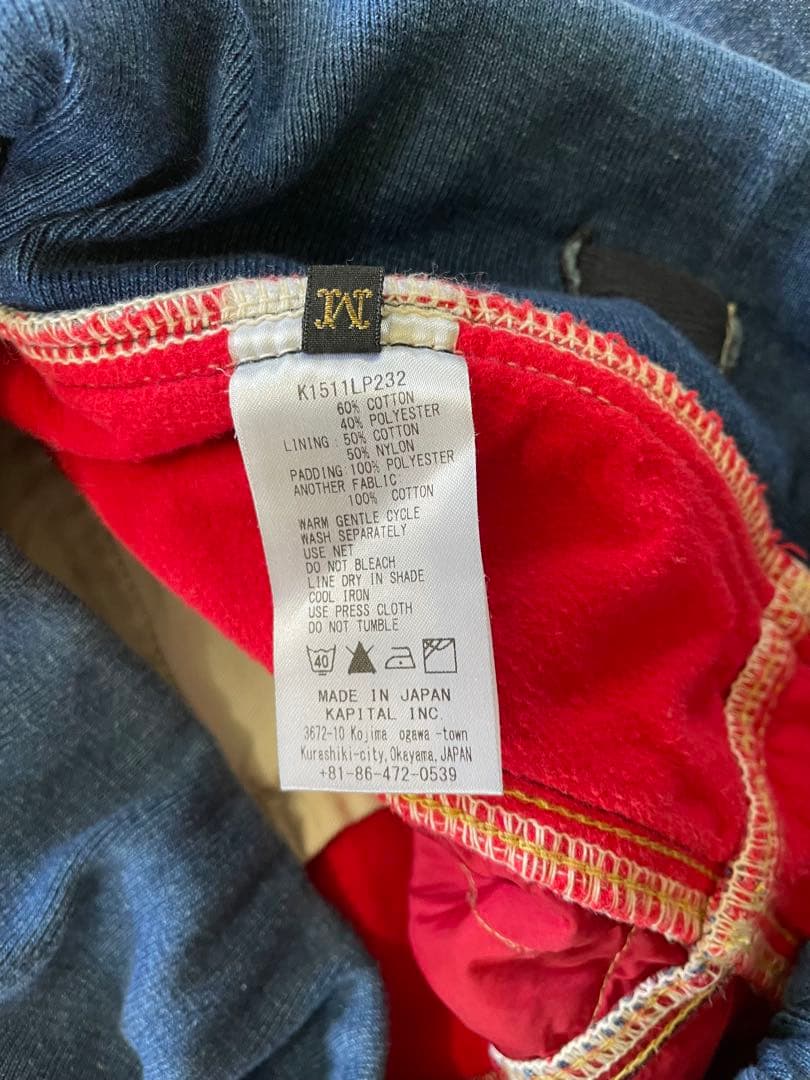 M
K1511LP232
60% COTTON
40% POLYESTER
LINING : 50% COTTON
50% NYLON
PADDING:100% POLYESTER
ANOTHER FABLIC
100% COTTON
WARM GENTLE CYCLE
WASH SEPARATELY
USE NET
DO NOT BLEACH
LINE DRY IN SHADE
COOL IRON
USE PRESS CLOTH
DO NOT TUMBLE
40
MADE IN JAPAN
KAPITAL INC.
3672-10 Kojima ogawa -town
Kurashiki-city,Okayama,JAPAN
+81-86-472-0539